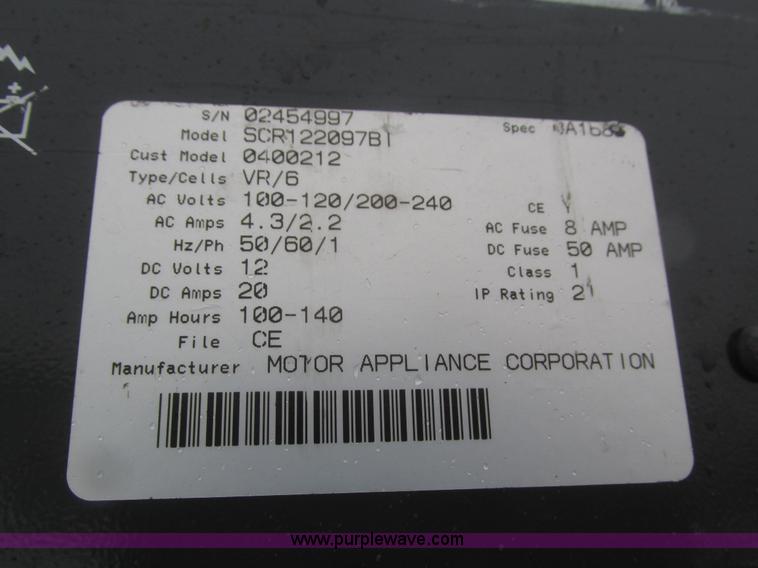 S/N 02454997
Model SCR122097BI
Spec
Cust Model 0400212
Type/Cells VR/6
AC Volts 100-120/200-240
CE Y
AC Amps 4.3/2.2
AC Fuse 8 AMP
Hz/Ph 50/60/1
DC Fuse 50 AMP
DC Volts 12
Class 1
DC Amps 20
IP Rating 21
Amp Hours 100-140
File CE
Manufacturer MOTOR APPLIANCE CORPORATION
www.purplewave.com